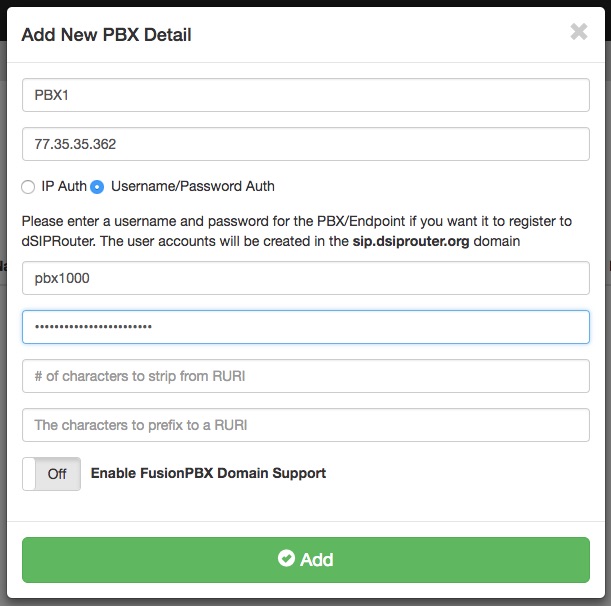 Add New PBX Detail
PBX1
77.35.35.362
IP Auth Username/Password Auth
Please enter a username and password for the PBX/Endpoint if you want it to register to
dSIPRouter. The user accounts will be created in the sip.dsiprouter.org domain
pbx1000
••••••••••••••••••••••••
# of characters to strip from RURI
The characters to prefix to a RURI
Off Enable FusionPBX Domain Support
Add